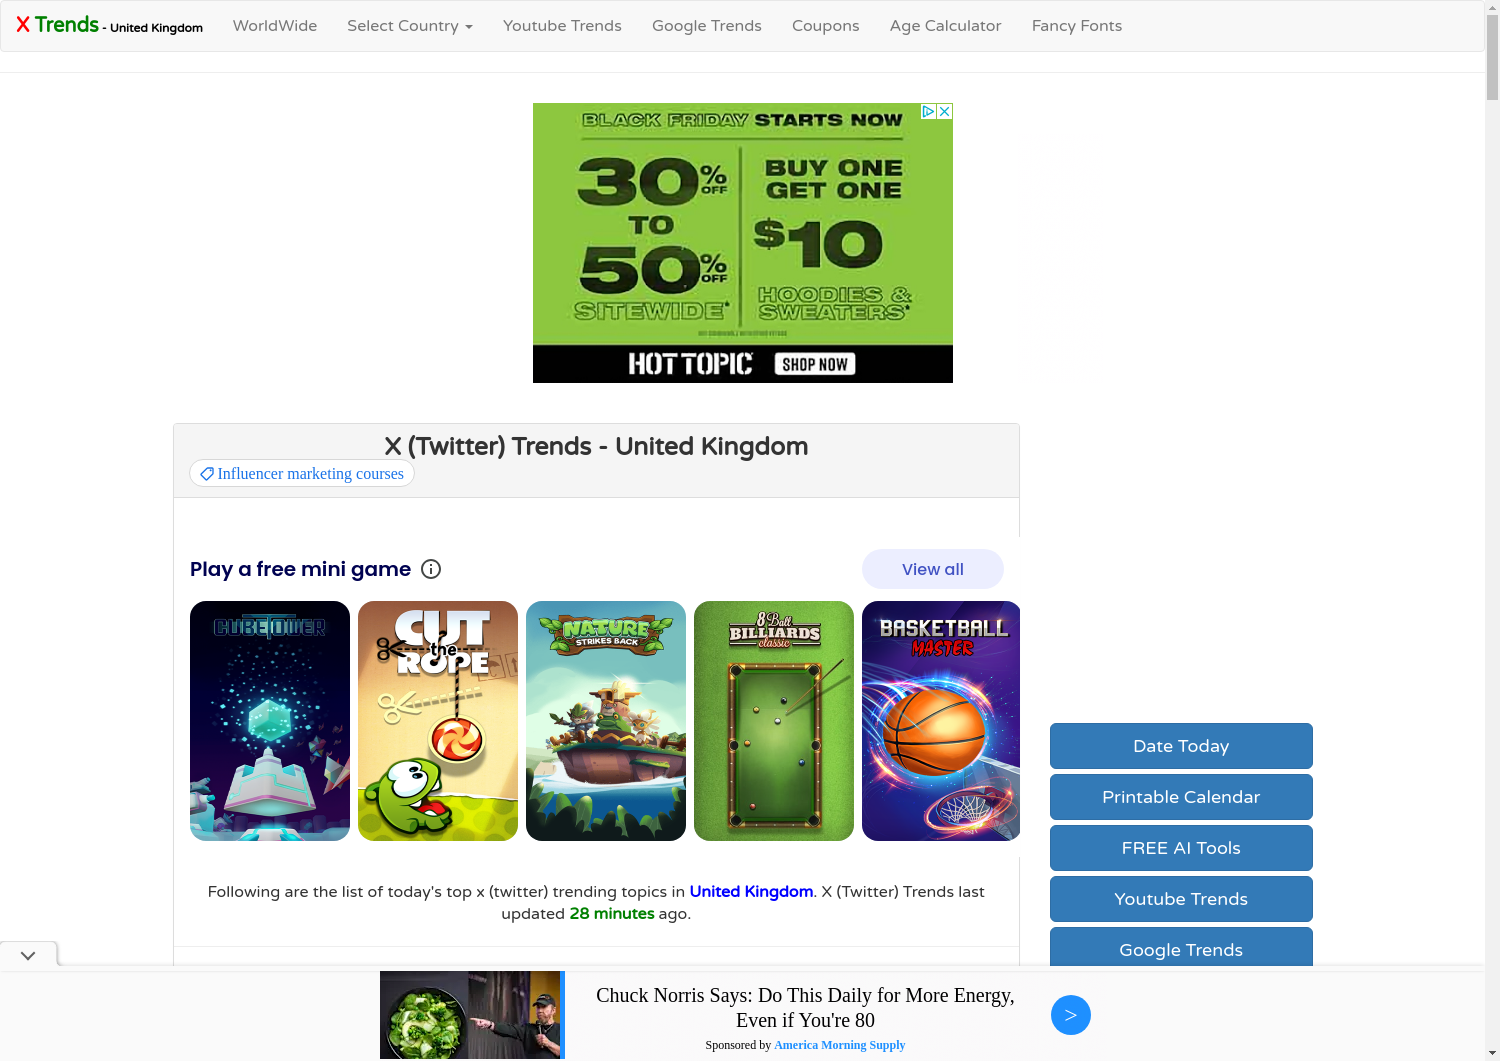 X Trends - United Kingdom WorldWide Select Country Youtube Trends Google Trends Coupons Age Calculator Fancy Fonts
BLACK FRIDAY STARTS NOW
30% OFF
TO
50% OFF
SITEWIDE*
BUY ONE
GET ONE
$10
HOODIES &
SWEATERS*
HOT TOPIC SHOP NOW
X (Twitter) Trends - United Kingdom
Influencer marketing courses
Play a free mini game
View all
CUBETOWER
CUT
the
ROPE
NATURE
STRIKES BACK
8 Ball
BILLIARDS
classic
BASKETBALL
MASTER
Following are the list of today's top x (twitter) trending topics in United Kingdom. X (Twitter) Trends last
updated 28 minutes ago.
Date Today
Printable Calendar
FREE AI Tools
Youtube Trends
Google Trends
Chuck Norris Says: Do This Daily for More Energy,
Even if You're 80
Sponsored by America Morning Supply
>